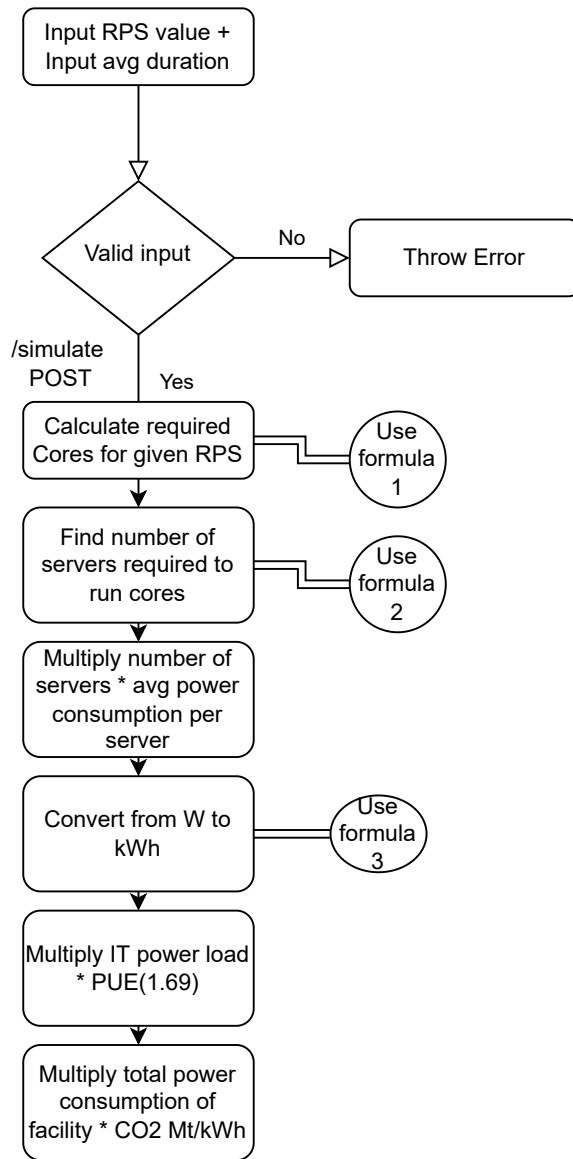 Input RPS value +
Input avg duration
Valid input
No
Throw Error
/simulate
POST
Yes
Calculate required
Cores for given RPS
Use
formula
1
Find number of
servers required to
run cores
Use
formula
2
Multiply number of
servers * avg power
consumption per
server
Convert from W to
kWh
Use
formula
3
Multiply IT power load
* PUE(1.69)
Multiply total power
consumption of
facility * CO2 Mt/kWh